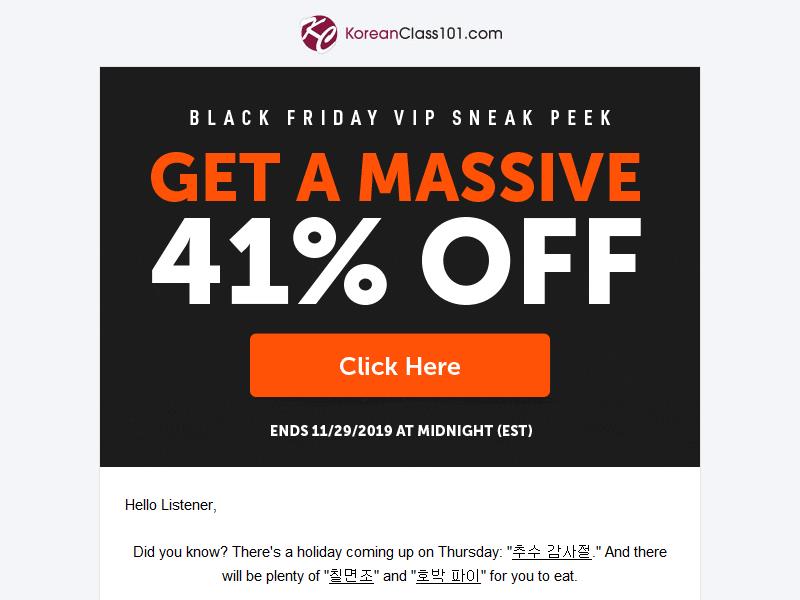 KoreanClass101.com
BLACK FRIDAY VIP SNEAK PEEK
GET A MASSIVE
41% OFF
Click Here
ENDS 11/29/2019 AT MIDNIGHT (EST)
Hello Listener,
Did you know? There's a holiday coming up on Thursday: "추수 감사절." And there
will be plenty of "칠면조" and "호박 파이" for you to eat.